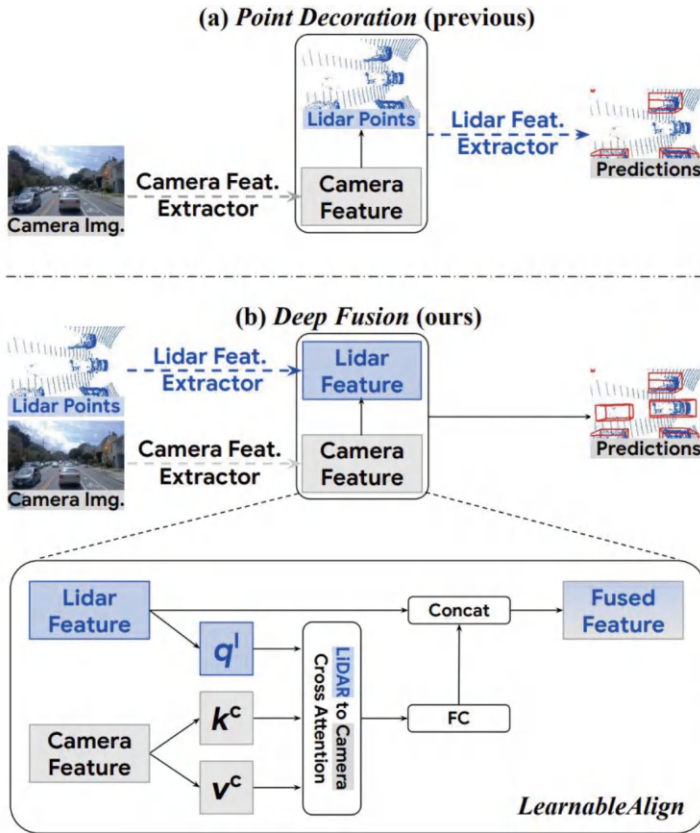 (a) Point Decoration (previous)
Lidar Points
Lidar Feat.
Extractor
Camera Feat.
Extractor
Camera
Feature
Camera Img.
Predictions
(b) Deep Fusion (ours)
Lidar Points
Lidar Feat.
Extractor
Lidar
Feature
Camera Img.
Camera Feat.
Extractor
Camera
Feature
Predictions
Lidar
Feature
Concat
Fused
Feature
q^l
LiDAR to Camera
Cross Attention
k^c
FC
Camera
Feature
v^c
LearnableAlign